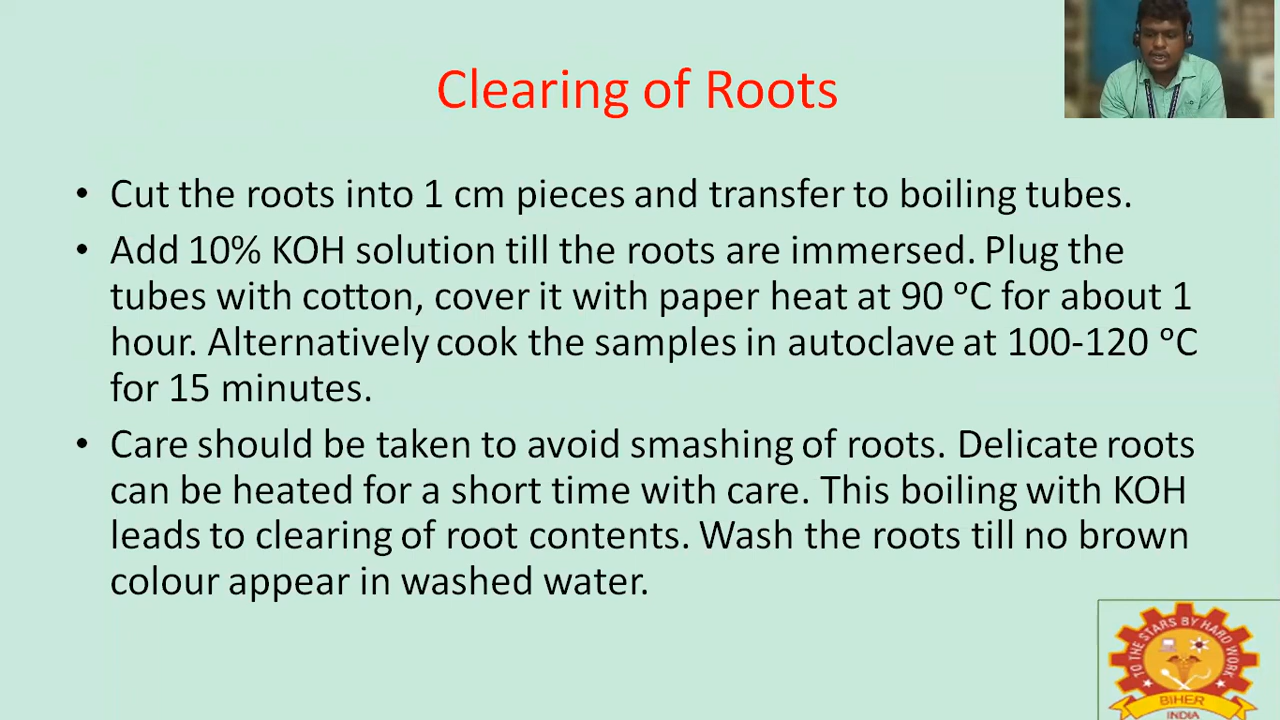 Clearing of Roots
• Cut the roots into 1 cm pieces and transfer to boiling tubes.
• Add 10% KOH solution till the roots are immersed. Plug the
tubes with cotton, cover it with paper heat at 90 ºC for about 1
hour. Alternatively cook the samples in autoclave at 100-120 ºC
for 15 minutes.
• Care should be taken to avoid smashing of roots. Delicate roots
can be heated for a short time with care. This boiling with KOH
leads to clearing of root contents. Wash the roots till no brown
colour appear in washed water.
TO THE STARS BY HARD WORK
BIHER
INDIA